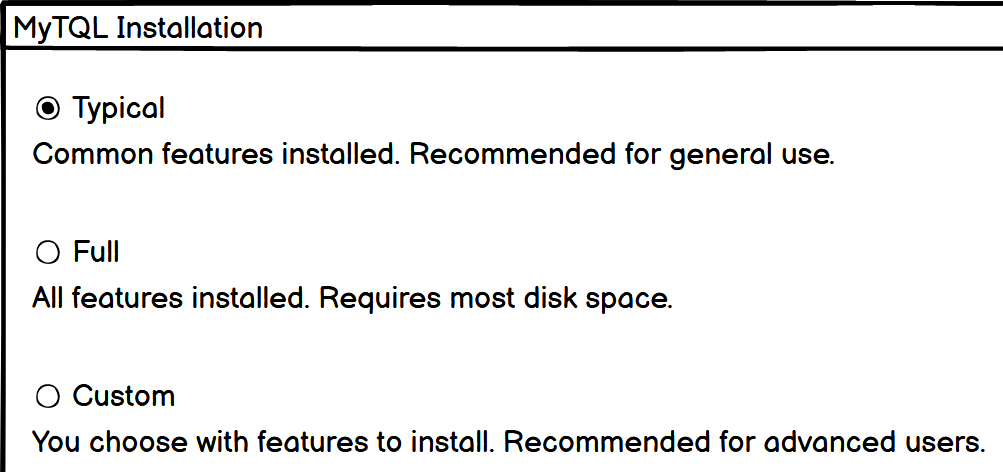 MyTQL Installation
Typical
Common features installed. Recommended for general use.
Full
All features installed. Requires most disk space.
Custom
You choose with features to install. Recommended for advanced users.